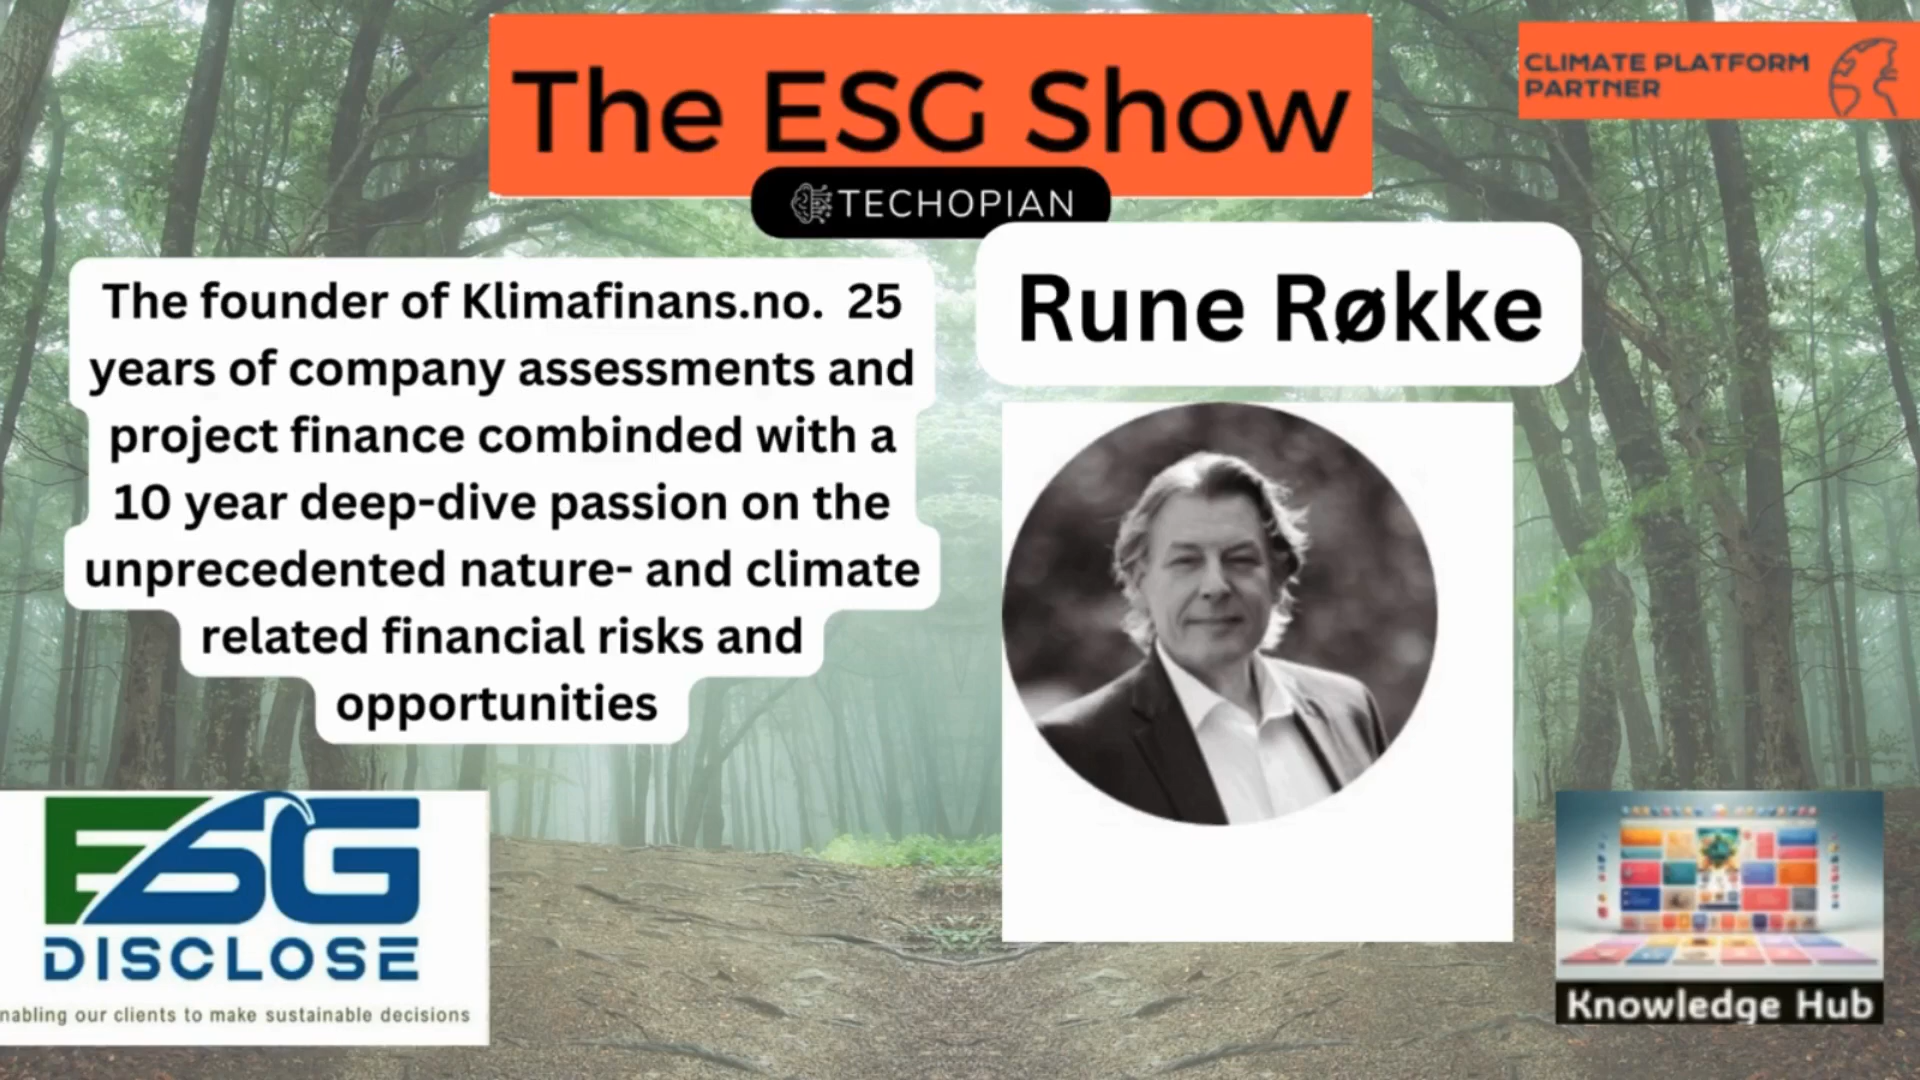 The ESG Show
TECHOPIAN
CLIMATE PLATFORM
PARTNER
Rune Røkke
The founder of Klimafinans.no. 25
years of company assessments and
project finance combinded with a
10 year deep-dive passion on the
unprecedented nature- and climate
related financial risks and
opportunities
ESG
DISCLOSE
nabling our clients to make sustainable decisions
Knowledge Hub